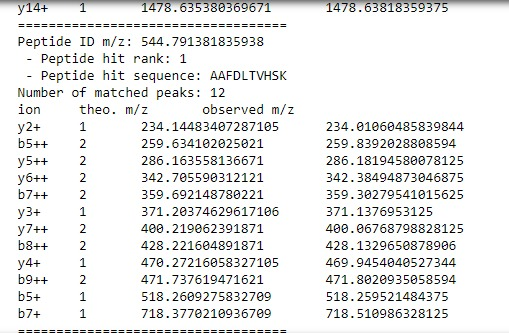 y14+ 1 1478.635380369671 1478.63818359375
===================================
Peptide ID m/z: 544.791381835938
- Peptide hit rank: 1
- Peptide hit sequence: AAFDLTVHSK
Number of matched peaks: 12
ion theo. m/z observed m/z
y2+ 1 234.14483407287105 234.01060485839844
b5++ 2 259.634102025021 259.8392028808594
y5++ 2 286.163558136671 286.18194580078125
y6++ 2 342.705590312121 342.38494873046875
b7++ 2 359.692148780221 359.30279541015625
y3+ 1 371.20374629617106 371.1376953125
y7++ 2 400.219062391871 400.06768798828125
b8++ 2 428.221604891871 428.1329650878906
y4+ 1 470.27216058327105 469.9454040527344
b9++ 2 471.737619471621 471.8020935058594
b5+ 1 518.2609275832709 518.259521484375
b7+ 1 718.3770210936709 718.510986328125
===================================